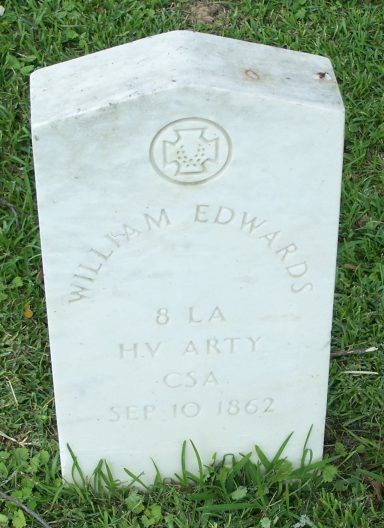 WILLIAM EDWARDS
8 LA
HV ARTY
CSA
SEP 10 1862